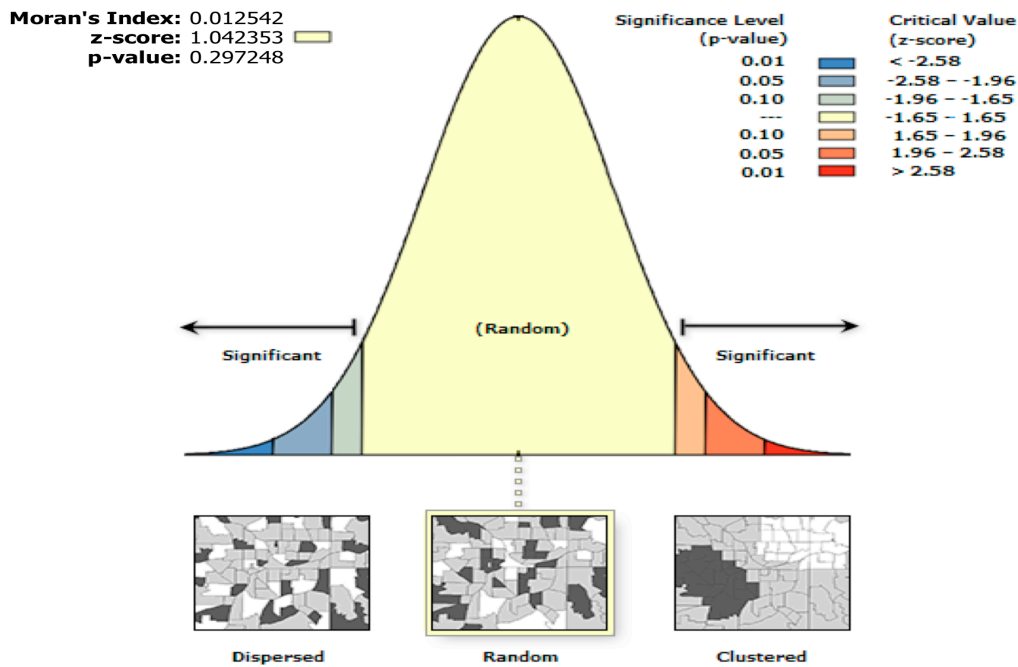 Moran's Index: 0.012542
z-score: 1.042353
p-value: 0.297248
Significance Level
(p-value)
Critical Value
(z-score)
0.01 < -2.58
0.05 -2.58 – -1.96
0.10 -1.96 – -1.65
--- -1.65 – 1.65
0.10 1.65 – 1.96
0.05 1.96 – 2.58
0.01 > 2.58
(Random)
Significant
Significant
Dispersed
Random
Clustered